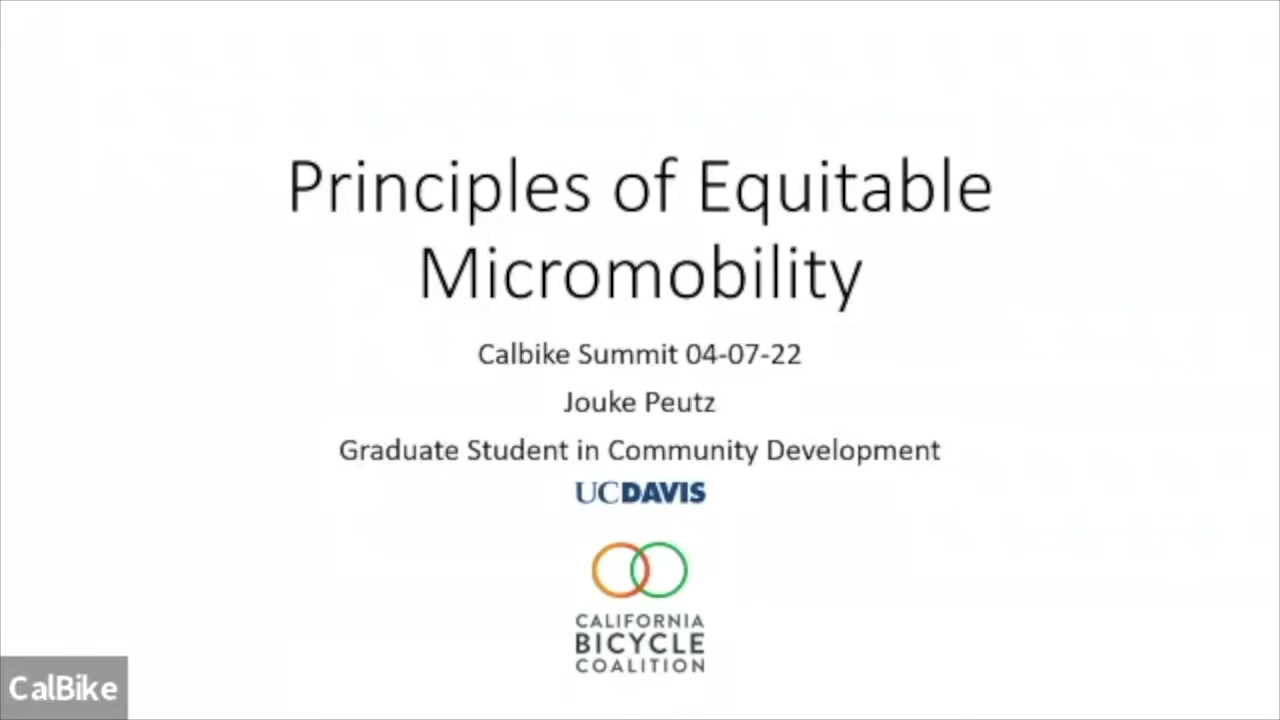 Principles of Equitable
Micromobility
Calbike Summit 04-07-22
Jouke Peutz
Graduate Student in Community Development
UCDAVIS
CALIFORNIA
BICYCLE
COALITION
CalBike